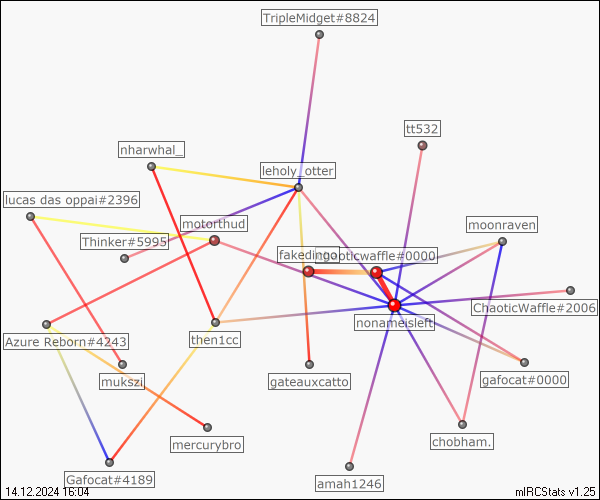 TripleMidget#8824
tt532
nharwhal_
leholy_otter
lucas das oppai#2396
motorthud
moonraven
Thinker#5995
chaoticwaffle#0000
ChaoticWaffle#2006
nonameisleft
Azure Reborn#4243
then1cc
mukszi
gateauxcatto
gafocat#0000
mercurybro
chobham.
Gafocat#4189
amah1246
14.12.2024 16:04
mIRCStats v1.25